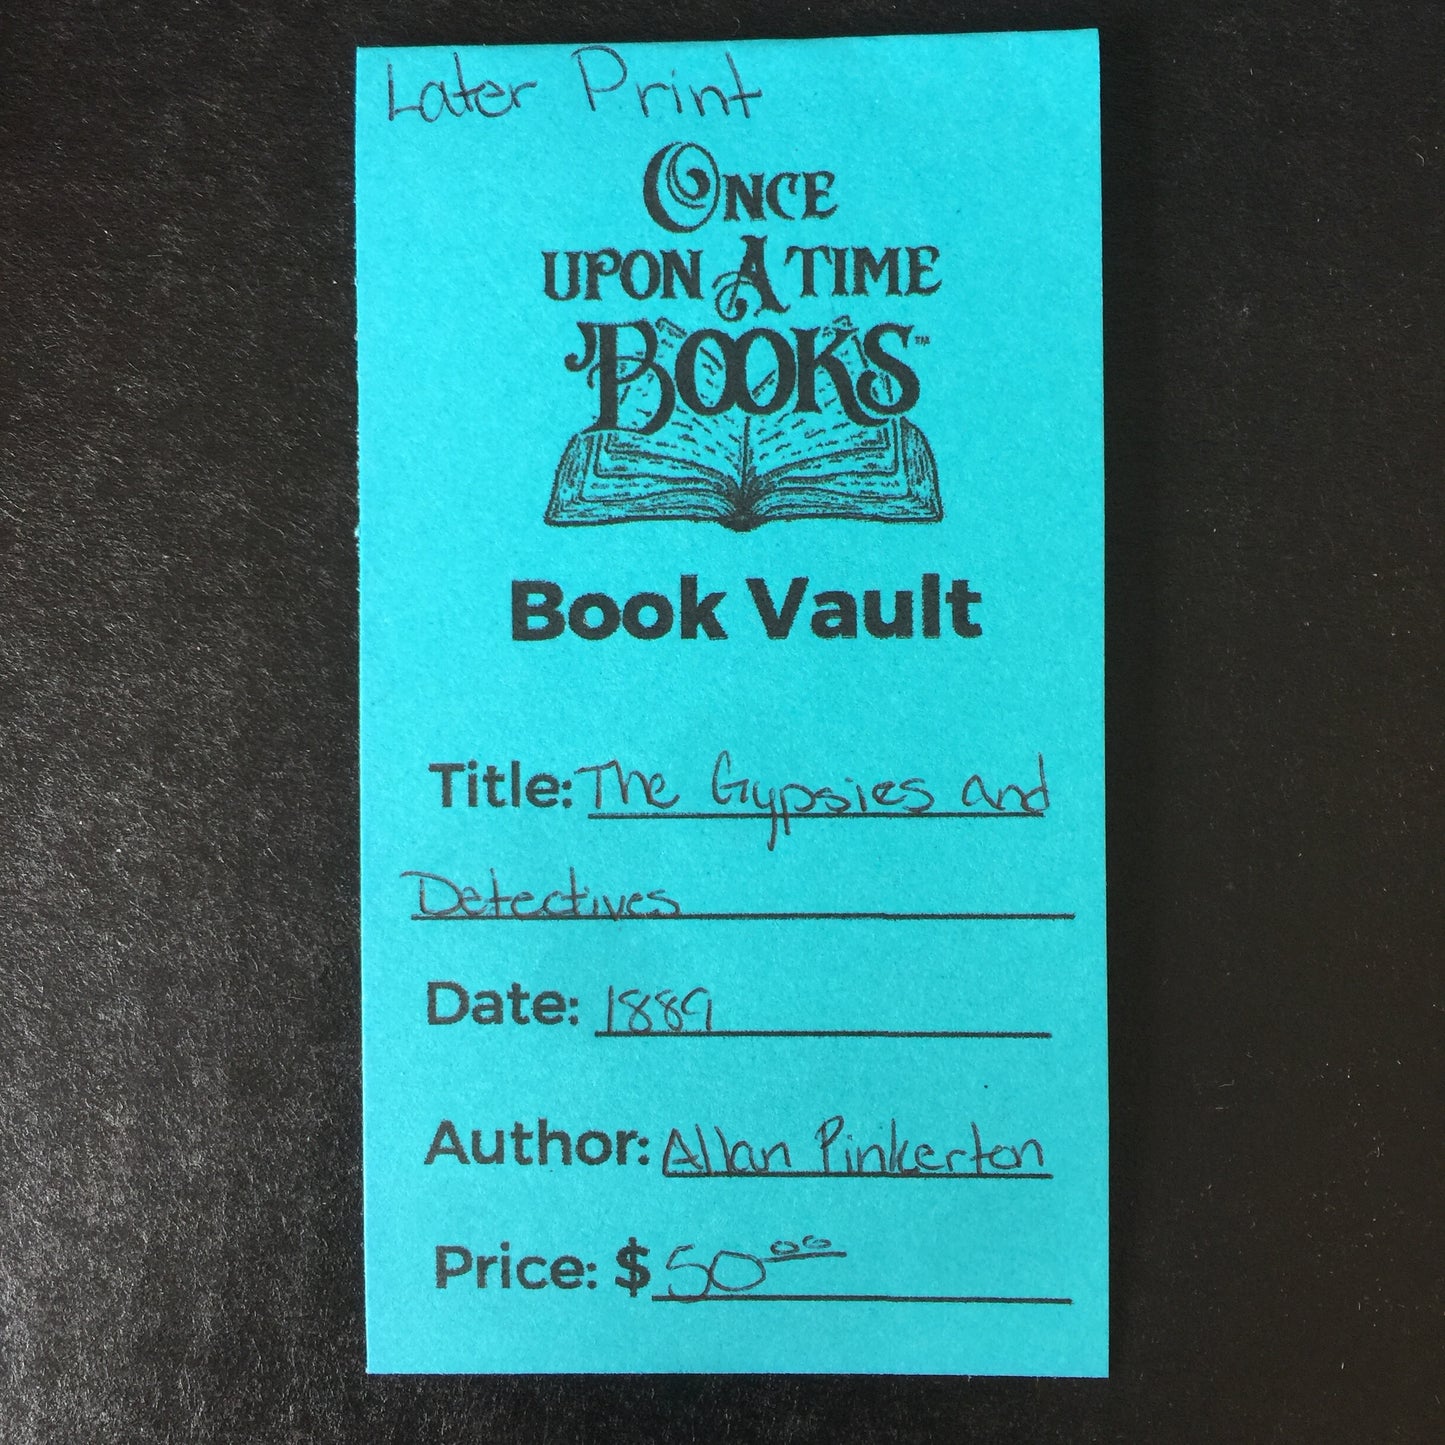 Later Print
ONCE
UPON A TIME
BOOKS™
Book Vault
Title: The Gypsies and
Detectives
Date: 1889
Author: Allan Pinkerton
Price: $50.00